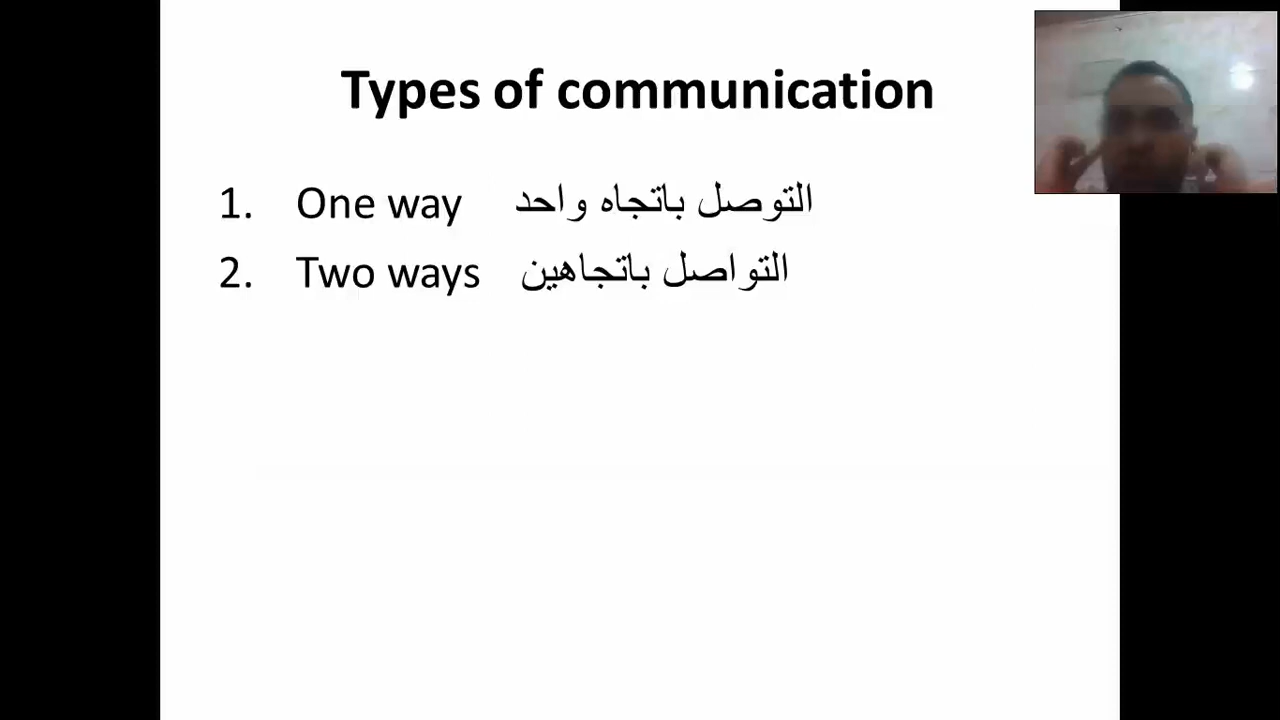 Types of communication
1. One way التوصل باتجاه واحد
2. Two ways التواصل باتجاهين